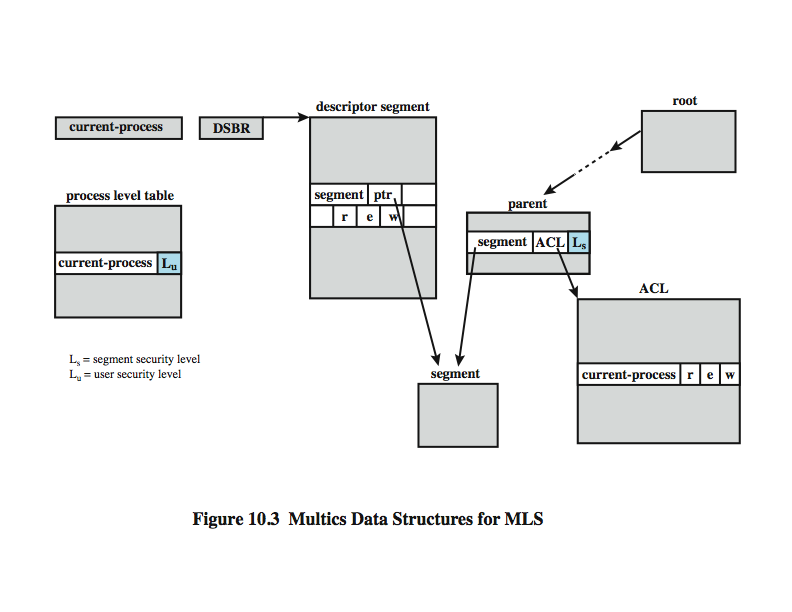 root
descriptor segment
current-process
DSBR
process level table
segment ptr
parent
r e w
segment ACL Ls
current-process Lu
ACL
Ls = segment security level
Lu = user security level
segment
current-process r e w
Figure 10.3 Multics Data Structures for MLS